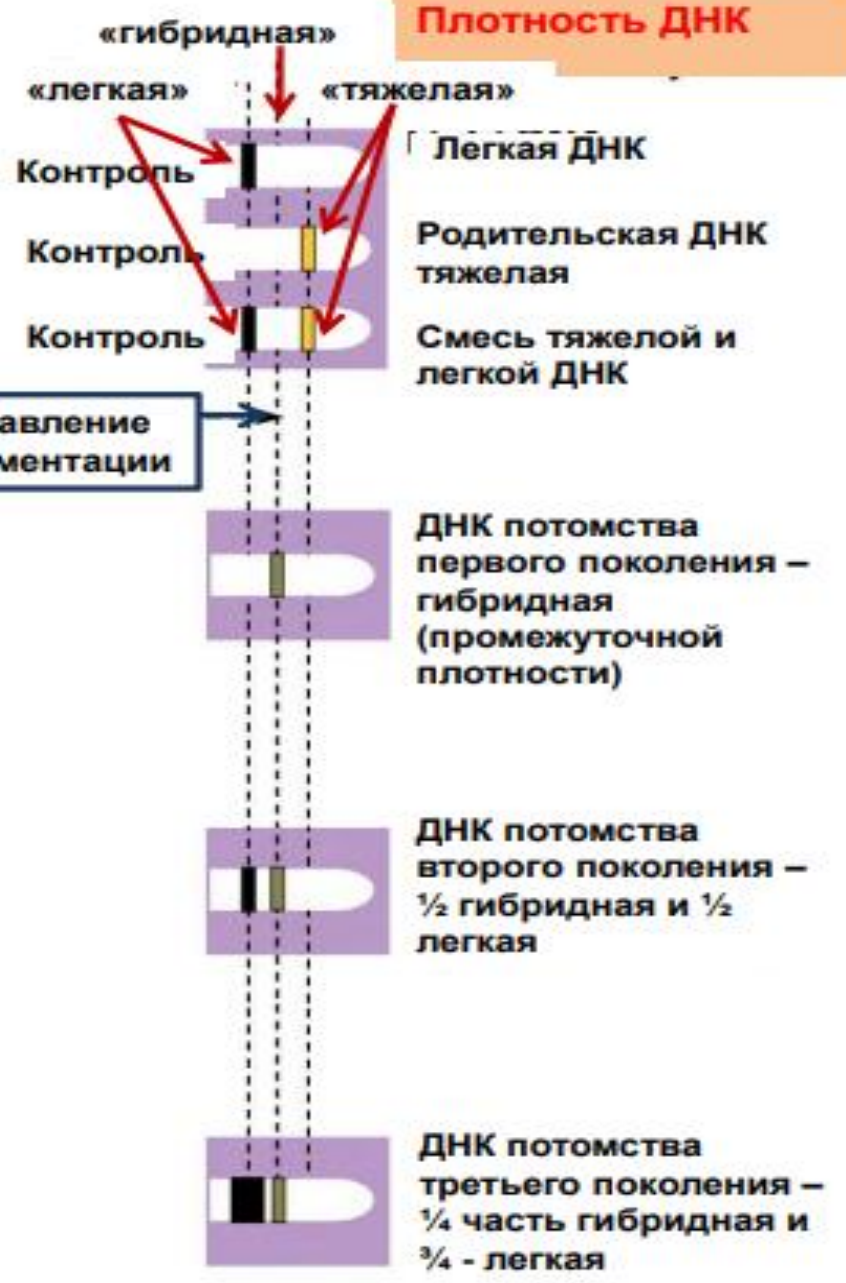 «гибридная»
Плотность ДНК
«легкая»
«тяжелая»
Контроль
Легкая ДНК
Контроль
Родительская ДНК
тяжелая
Контроль
Смесь тяжелой и
легкой ДНК
авление
ментации
ДНК потомства
первого поколения –
гибридная
(промежуточной
плотности)
ДНК потомства
второго поколения –
½ гибридная и ½
легкая
ДНК потомства
третьего поколения –
¼ часть гибридная и
¾ - легкая